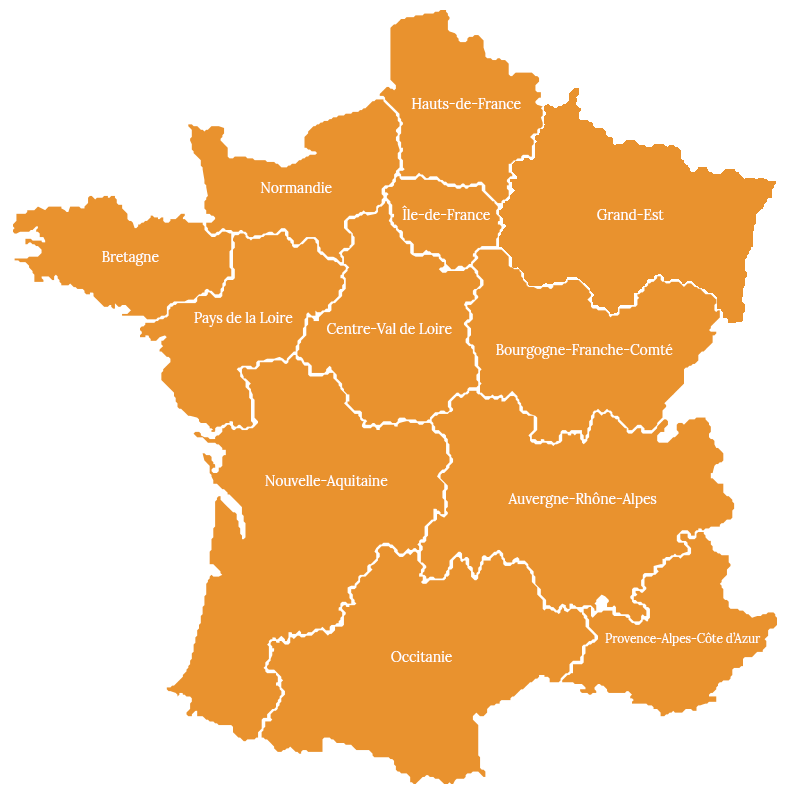 Hauts-de-France
Normandie
Île-de-France
Grand-Est
Bretagne
Pays de la Loire
Centre-Val de Loire
Bourgogne-Franche-Comté
Nouvelle-Aquitaine
Auvergne-Rhône-Alpes
Provence-Alpes-Côte d'Azur
Occitanie